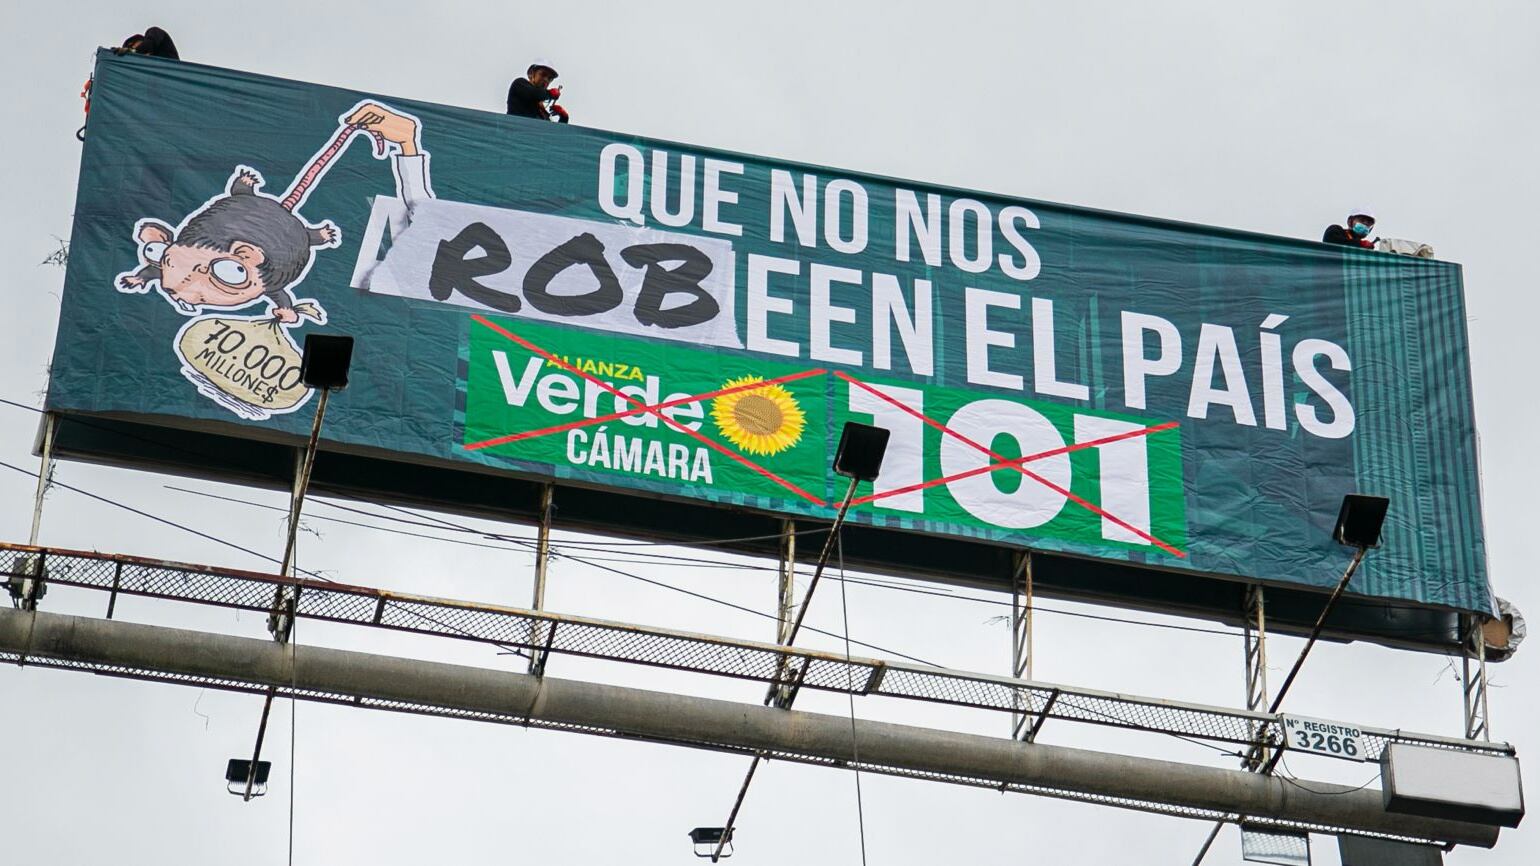 QUE NO NOS
ROBEEN EL PAÍS
70.000
MILLONE$
ALIANZA
Verde
CÁMARA
101
Nº REGISTRO
3266